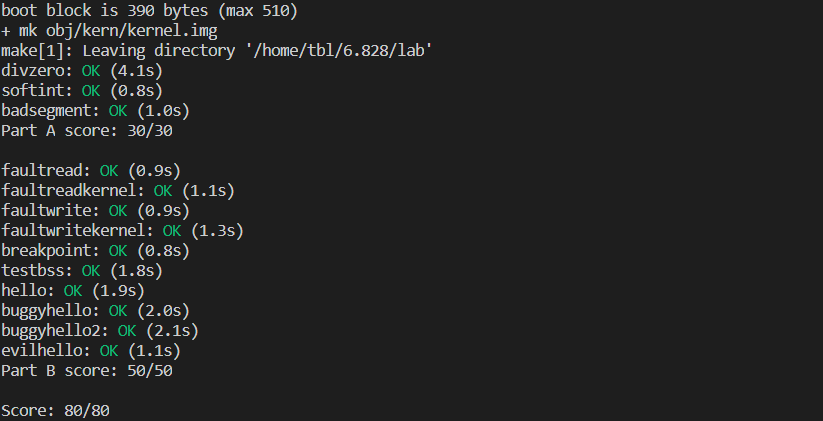 boot block is 390 bytes (max 510)
+ mk obj/kern/kernel.img
make[1]: Leaving directory '/home/tbl/6.828/lab'
divzero: OK (4.1s)
softint: OK (0.8s)
badsegment: OK (1.0s)
Part A score: 30/30
faultread: OK (0.9s)
faultreadkernel: OK (1.1s)
faultwrite: OK (0.9s)
faultwritekernel: OK (1.3s)
breakpoint: OK (0.8s)
testbss: OK (1.8s)
hello: OK (1.9s)
buggyhello: OK (2.0s)
buggyhello2: OK (2.1s)
evilhello: OK (1.1s)
Part B score: 50/50
Score: 80/80